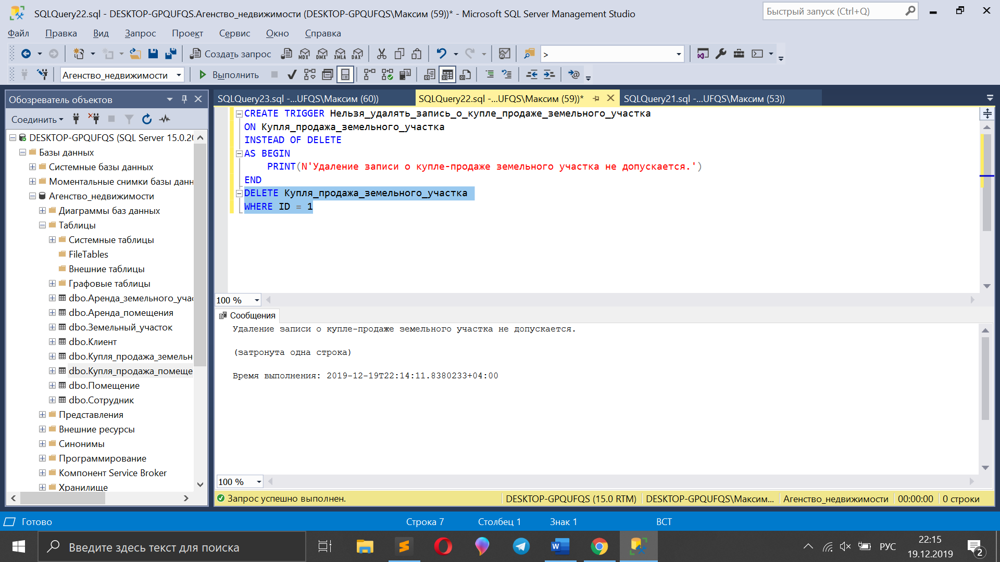 SQLQuery22.sql - DESKTOP-GPQUFQS.Агенство_недвижимости (DESKTOP-GPQUFQS\Максим (59))* - Microsoft SQL Server Management Studio
Быстрый запуск (Ctrl+Q)
Файл Правка Вид Запрос Проект Сервис Окно Справка
Создать запрос MDX DMX XMLA DAX >
Агенство_недвижимости Выполнить
Обозреватель объектов
Соединить
DESKTOP-GPQUFQS (SQL Server 15.0.20
Базы данных
Системные базы данных
Моментальные снимки базы данн
Агенство_недвижимости
Диаграммы баз данных
Таблицы
Системные таблицы
FileTables
Внешние таблицы
Графовые таблицы
dbo.Аренда_земельного_учас
dbo.Аренда_помещения
dbo.Земельный_участок
dbo.Клиент
dbo.Купля_продажа_земельн
dbo.Купля_продажа_помеще
dbo.Помещение
dbo.Сотрудник
Представления
Внешние ресурсы
Синонимы
Программирование
Компонент Service Broker
Хранилище
SQLQuery23.sql -...UFQS\Максим (60)) SQLQuery22.sql -...UFQS\Максим (59))* SQLQuery21.sql -...UFQS\Максим (53))
CREATE TRIGGER Нельзя_удалять_запись_о_купле_продаже_земельного_участка
ON Купля_продажа_земельного_участка
INSTEAD OF DELETE
AS BEGIN
PRINT(N'Удаление записи о купле-продаже земельного участка не допускается.')
END
DELETE Купля_продажа_земельного_участка
WHERE ID = 1
100 %
Сообщения
Удаление записи о купле-продаже земельного участка не допускается.
(затронута одна строка)
Время выполнения: 2019-12-19T22:14:11.8380233+04:00
100 %
Запрос успешно выполнен. DESKTOP-GPQUFQS (15.0 RTM) DESKTOP-GPQUFQS\Максим... Агенство_недвижимости 00:00:00 0 строки
Готово Строка 7 Столбец 1 Знак 1 ВСТ
Введите здесь текст для поиска
РУС
22:15
19.12.2019
2